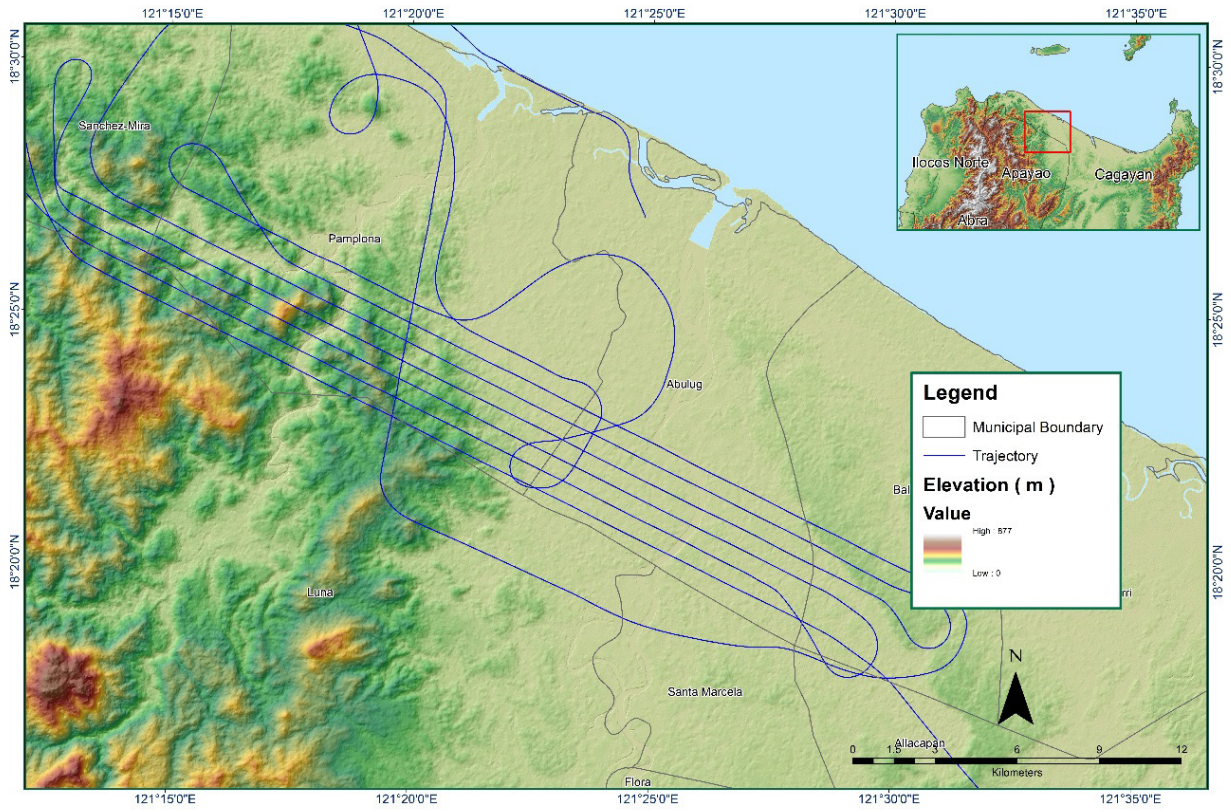 121°15'0"E 121°20'0"E 121°25'0"E 121°30'0"E 121°35'0"E
18°30'0"N 18°30'0"N
Sanchez-Mira
Ilocos Norte
Apayao
Cagayan
Abra
Pamplona
18°25'0"N 18°25'0"N
Abulug
Legend
Municipal Boundary
Trajectory
Elevation ( m )
Value
High : 877
Low : 0
Bal
18°20'0"N 18°20'0"N
Luna
rri
N
Santa Marcela
Allacapan
0 1.5 3 6 9 12
Kilometers
Flora
121°15'0"E 121°20'0"E 121°25'0"E 121°30'0"E 121°35'0"E